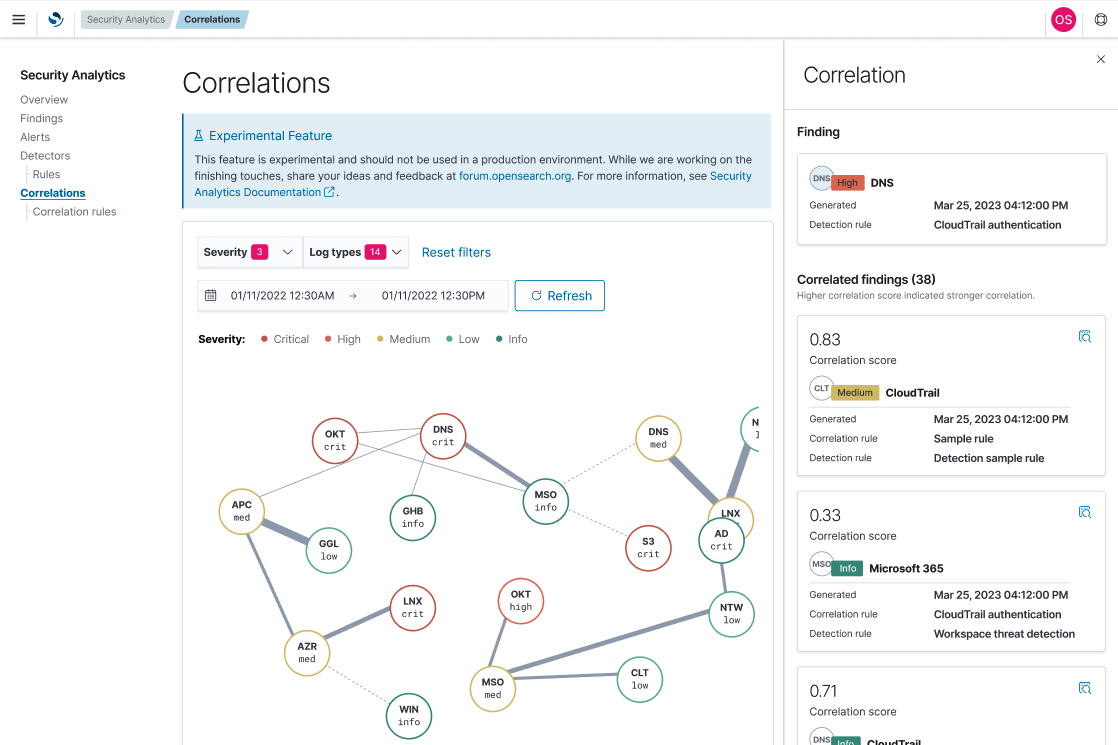 Security Analytics
Correlations
OS
Security Analytics
Overview
Findings
Alerts
Detectors
Rules
Correlations
Correlation rules
Correlations
Experimental Feature
This feature is experimental and should not be used in a production environment. While we are working on the
finishing touches, share your ideas and feedback at forum.opensearch.org. For more information, see Security
Analytics Documentation.
Severity 3
Log types 14
Reset filters
01/11/2022 12:30AM → 01/11/2022 12:30PM
Refresh
Severity: Critical High Medium Low Info
OKT
crit
DNS
crit
DNS
med
MSO
info
APC
med
GHB
info
GGL
low
LNX
AD
crit
S3
crit
LNX
crit
OKT
high
NTW
low
AZR
med
MSO
med
CLT
low
WIN
info
Correlation
Finding
DNS High DNS
Generated Mar 25, 2023 04:12:00 PM
Detection rule CloudTrail authentication
Correlated findings (38)
Higher correlation score indicated stronger correlation.
0.83
Correlation score
CLT Medium CloudTrail
Generated Mar 25, 2023 04:12:00 PM
Correlation rule Sample rule
Detection rule Detection sample rule
0.33
Correlation score
MSO Info Microsoft 365
Generated Mar 25, 2023 04:12:00 PM
Correlation rule CloudTrail authentication
Detection rule Workspace threat detection
0.71
Correlation score
DNS Info CloudTrail